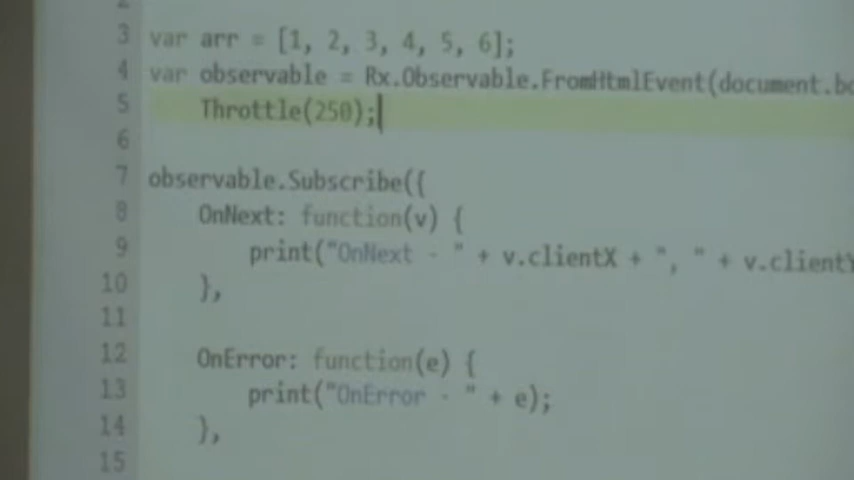 2
3 var arr = [1, 2, 3, 4, 5, 6];
4 var observable = Rx.Observable.FromHtmlEvent(document.bo
5 Throttle(250);
6
7 observable.Subscribe({
8 OnNext: function(v) {
9 print("OnNext - " + v.clientX + ", " + v.clientY
10 },
11
12 OnError: function(e) {
13 print("OnError - " + e);
14 },
15